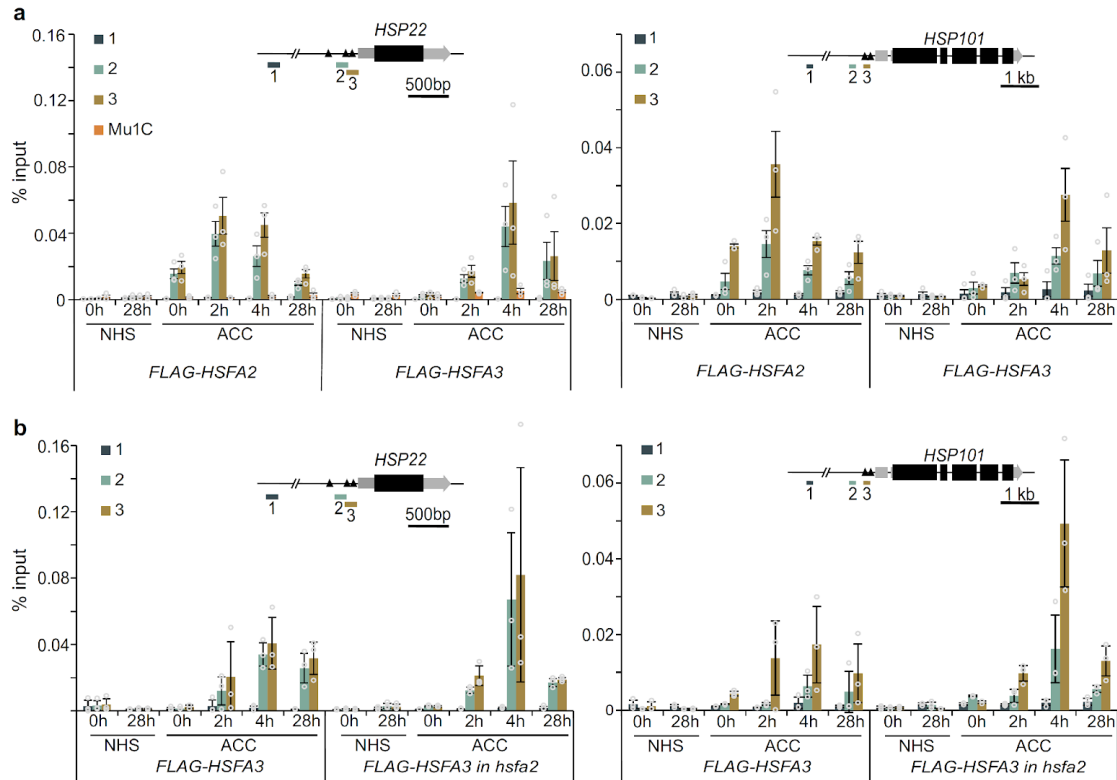 a
0.16
0.12
0.08
0.04
0
% input
1
2
3
Mu1C
HSP22
1
2
3
500bp
0h 28h 0h 2h 4h 28h 0h 28h 0h 2h 4h 28h
NHS ACC NHS ACC
FLAG-HSFA2 FLAG-HSFA3
0.06
0.04
0.02
0
1
2
3
HSP101
1 2 3
1 kb
0h 28h 0h 2h 4h 28h 0h 28h 0h 2h 4h 28h
NHS ACC NHS ACC
FLAG-HSFA2 FLAG-HSFA3
b
0.16
0.12
0.08
0.04
0
% input
1
2
3
HSP22
1
2
3
500bp
0h 28h 0h 2h 4h 28h 0h 28h 0h 2h 4h 28h
NHS ACC NHS ACC
FLAG-HSFA3 FLAG-HSFA3 in hsfa2
0.06
0.04
0.02
0
1
2
3
HSP101
1 2 3
1 kb
0h 28h 0h 2h 4h 28h 0h 28h 0h 2h 4h 28h
NHS ACC NHS ACC
FLAG-HSFA3 FLAG-HSFA3 in hsfa2